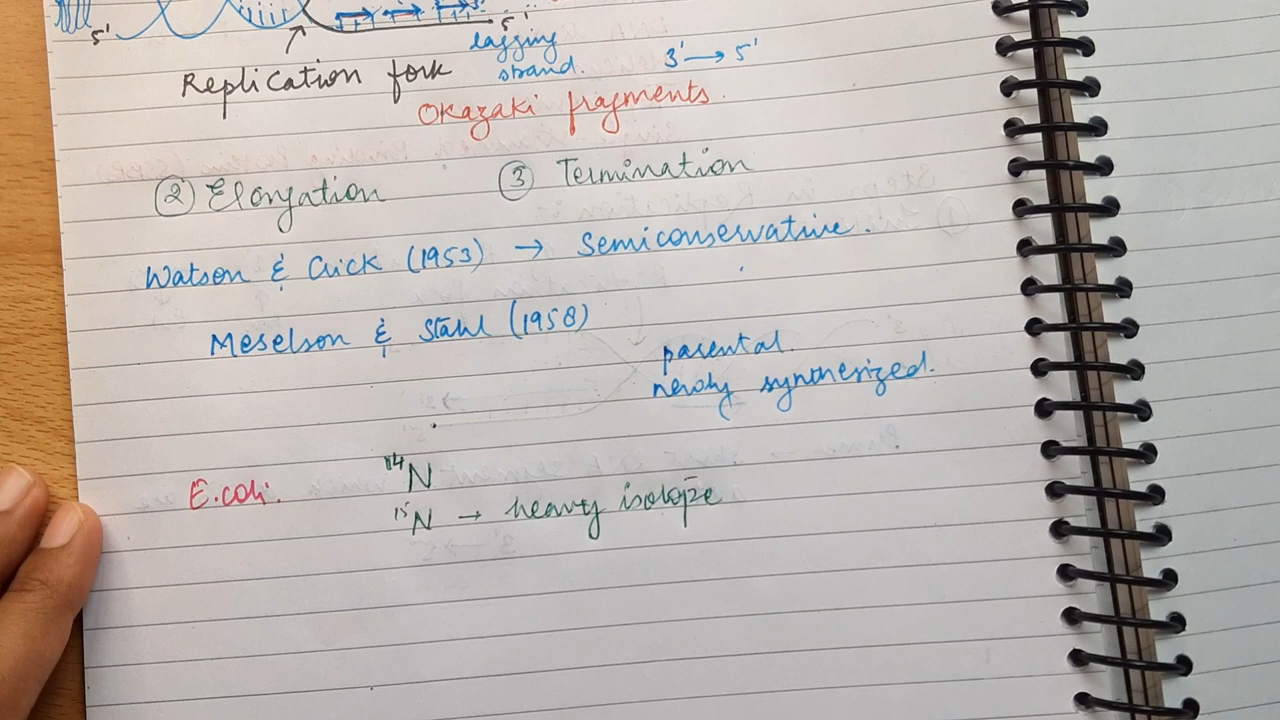 5' 5'
lagging
strand. 3' → 5'
Replication fork
Okazaki fragments.
② Elongation ③ Termination
Watson & Crick (1953) → Semiconservative.
Meselson & Stahl (1958)
parental
newly synthesized.
¹⁴N
E.coli.
¹⁵N → heavy isotope